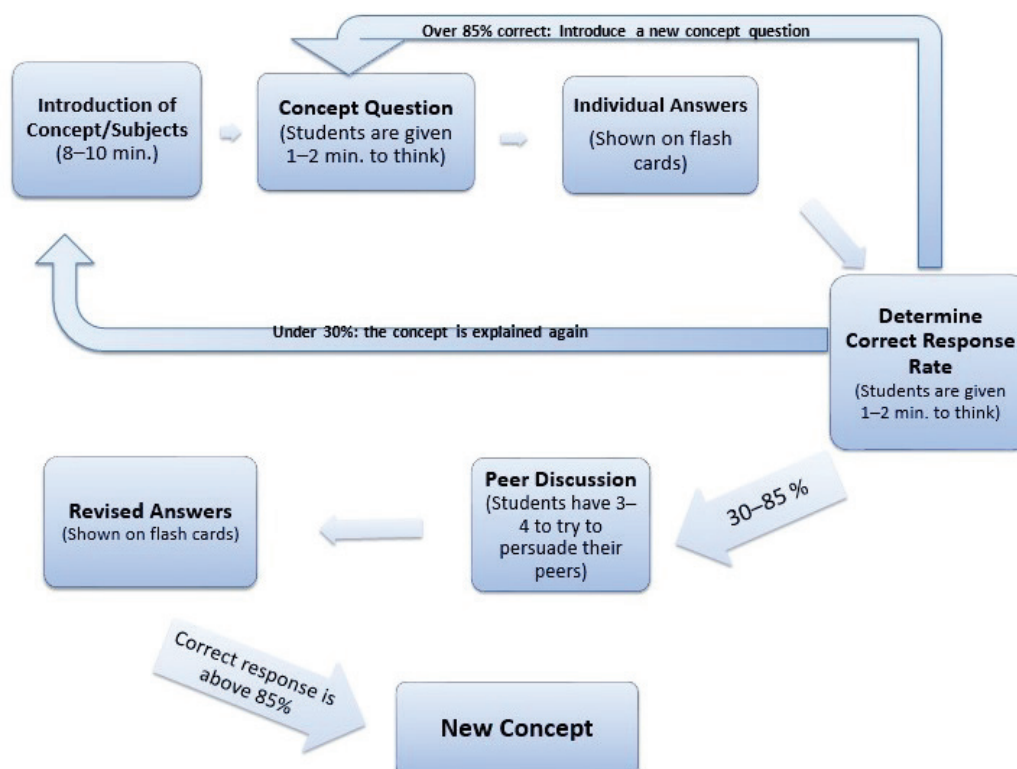 Over 85% correct: Introduce a new concept question
Introduction of
Concept/Subjects
(8–10 min.)
Concept Question
(Students are given
1–2 min. to think)
Individual Answers
(Shown on flash
cards)
Under 30%: the concept is explained again
Determine
Correct Response
Rate
(Students are given
1–2 min. to think)
30–85 %
Peer Discussion
(Students have 3–
4 to try to
persuade their
peers)
Revised Answers
(Shown on flash cards)
Correct response is
above 85%
New Concept